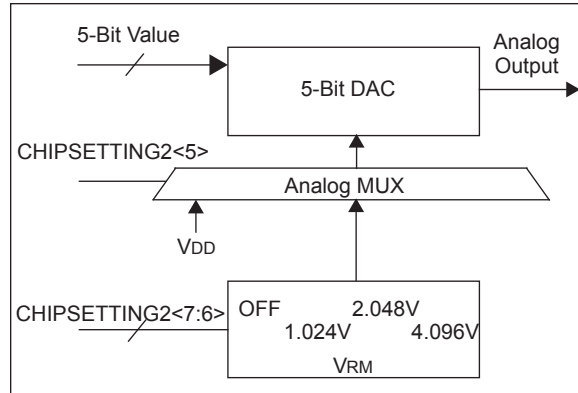 5-Bit Value
Analog
Output
5-Bit DAC
CHIPSETTING2<5>
Analog MUX
VDD
CHIPSETTING2<7:6>
OFF 2.048V
1.024V 4.096V
VRM